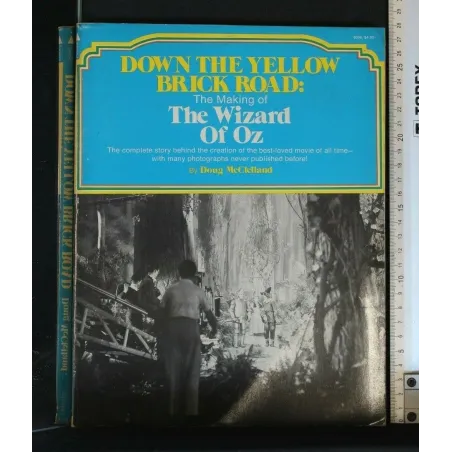 DOWN THE YELLOW
BRICK ROAD:
The Making of
The Wizard
Of Oz
The complete story behind the creation of the best-loved movie of all time—
with many photographs never published before!
By Doug McClelland
DOWN THE YELLOW BRICK ROAD
Doug McClelland